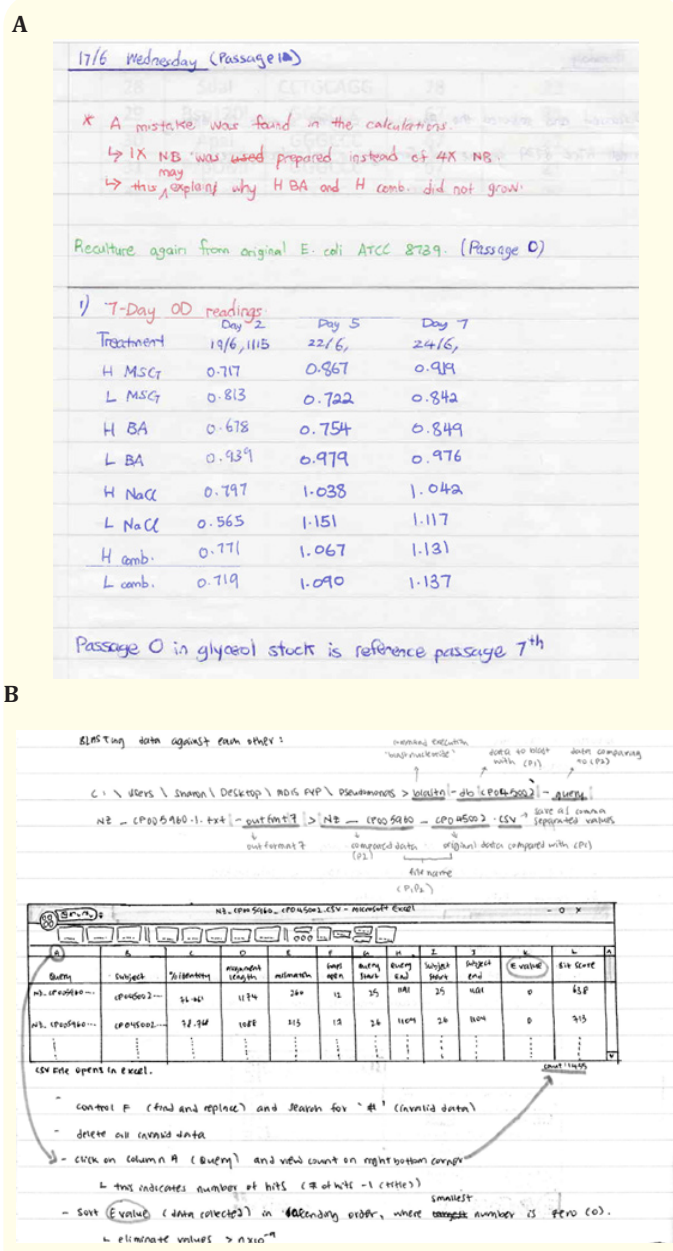 A
17/6 Wednesday (Passage 1)
* A mistake was found in the calculations.
↳ 1X NB was used prepared instead of 4X NB.
↳ this may explain why H BA and H comb. did not grow.
Reculture again from original E. coli ATCC 8739. (Passage 0)
1) 7-Day OD readings
Day 2 Day 5 Day 7
Treatment 19/6, 1115 22/6, 24/6,
H MSG 0.717 0.867 0.919
L MSG 0.813 0.722 0.842
H BA 0.678 0.754 0.849
L BA 0.939 0.979 0.976
H NaCl 0.797 1.038 1.042
L NaCl 0.565 1.151 1.117
H comb. 0.771 1.067 1.131
L comb. 0.719 1.090 1.137
Passage 0 in glycerol stock is reference passage 7th
B
BLASTing data against each other :
command execution data to blast data comparing
"blast nucleotide" with (P1) to (P2)
C : \ Users \ Sharon \ Desktop \ MDIS FYP \ Pseudomonas > blastn -db CP045002 -query
NZ_CP005960.1.txt -outfmt 7 > NZ_CP005960_CP045002.CSV → save as comma separated values
outformat 7 compared data (P2) original data compared with (P1)
file name
(P1P2)
NZ_CP005960_CP045002.CSV - Microsoft Excel - o x
A B C D E F G H I J K L
Query Subject % identity Alignment length mismatch Gaps open Query start Query End Subject start Subject end E value Bit Score
NZ_CP005960... CP045002... 1174 260 12 25 25 0 638
NZ_CP005960... CP045002... 78.768 1088 213 12 26 1104 26 1104 0 713
CSV File opens in excel.
- control F (find and replace) and search for '#' (invalid data)
- delete all invalid data
- click on column A (Query) and view count on right bottom corner
↳ this indicates number of hits (# of hits -1 (title))
- Sort E value (data collected) in ascending order, where smallest number is zero (0).
↳ eliminate values >